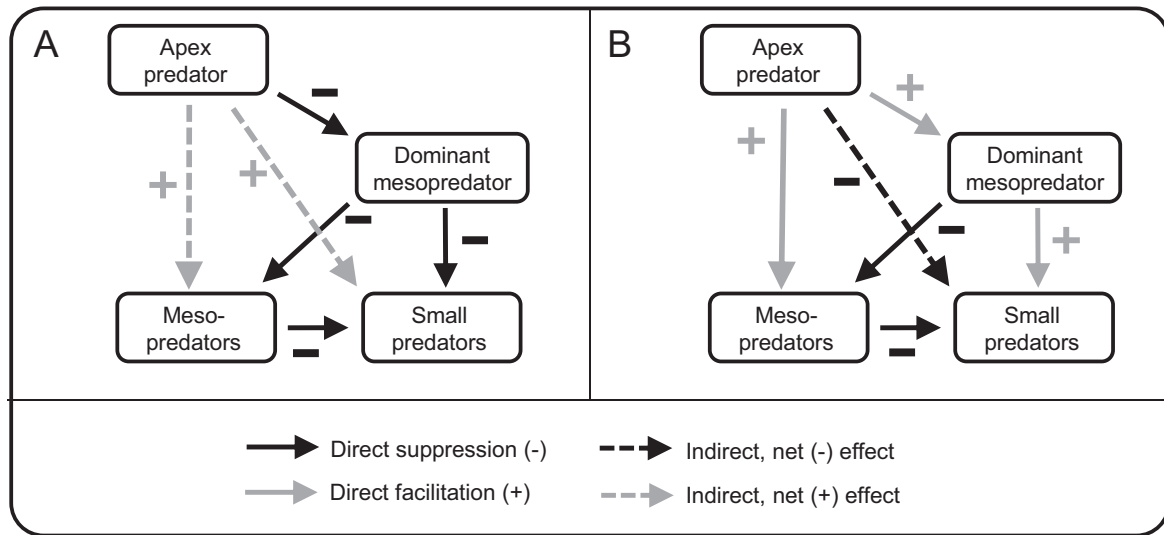 A
Apex
predator
−
Dominant
mesopredator
+
+
−
−
Meso-
predators
−
Small
predators
B
Apex
predator
+
+
Dominant
mesopredator
−
−
+
Meso-
predators
−
Small
predators
Direct suppression (-)
Direct facilitation (+)
Indirect, net (-) effect
Indirect, net (+) effect